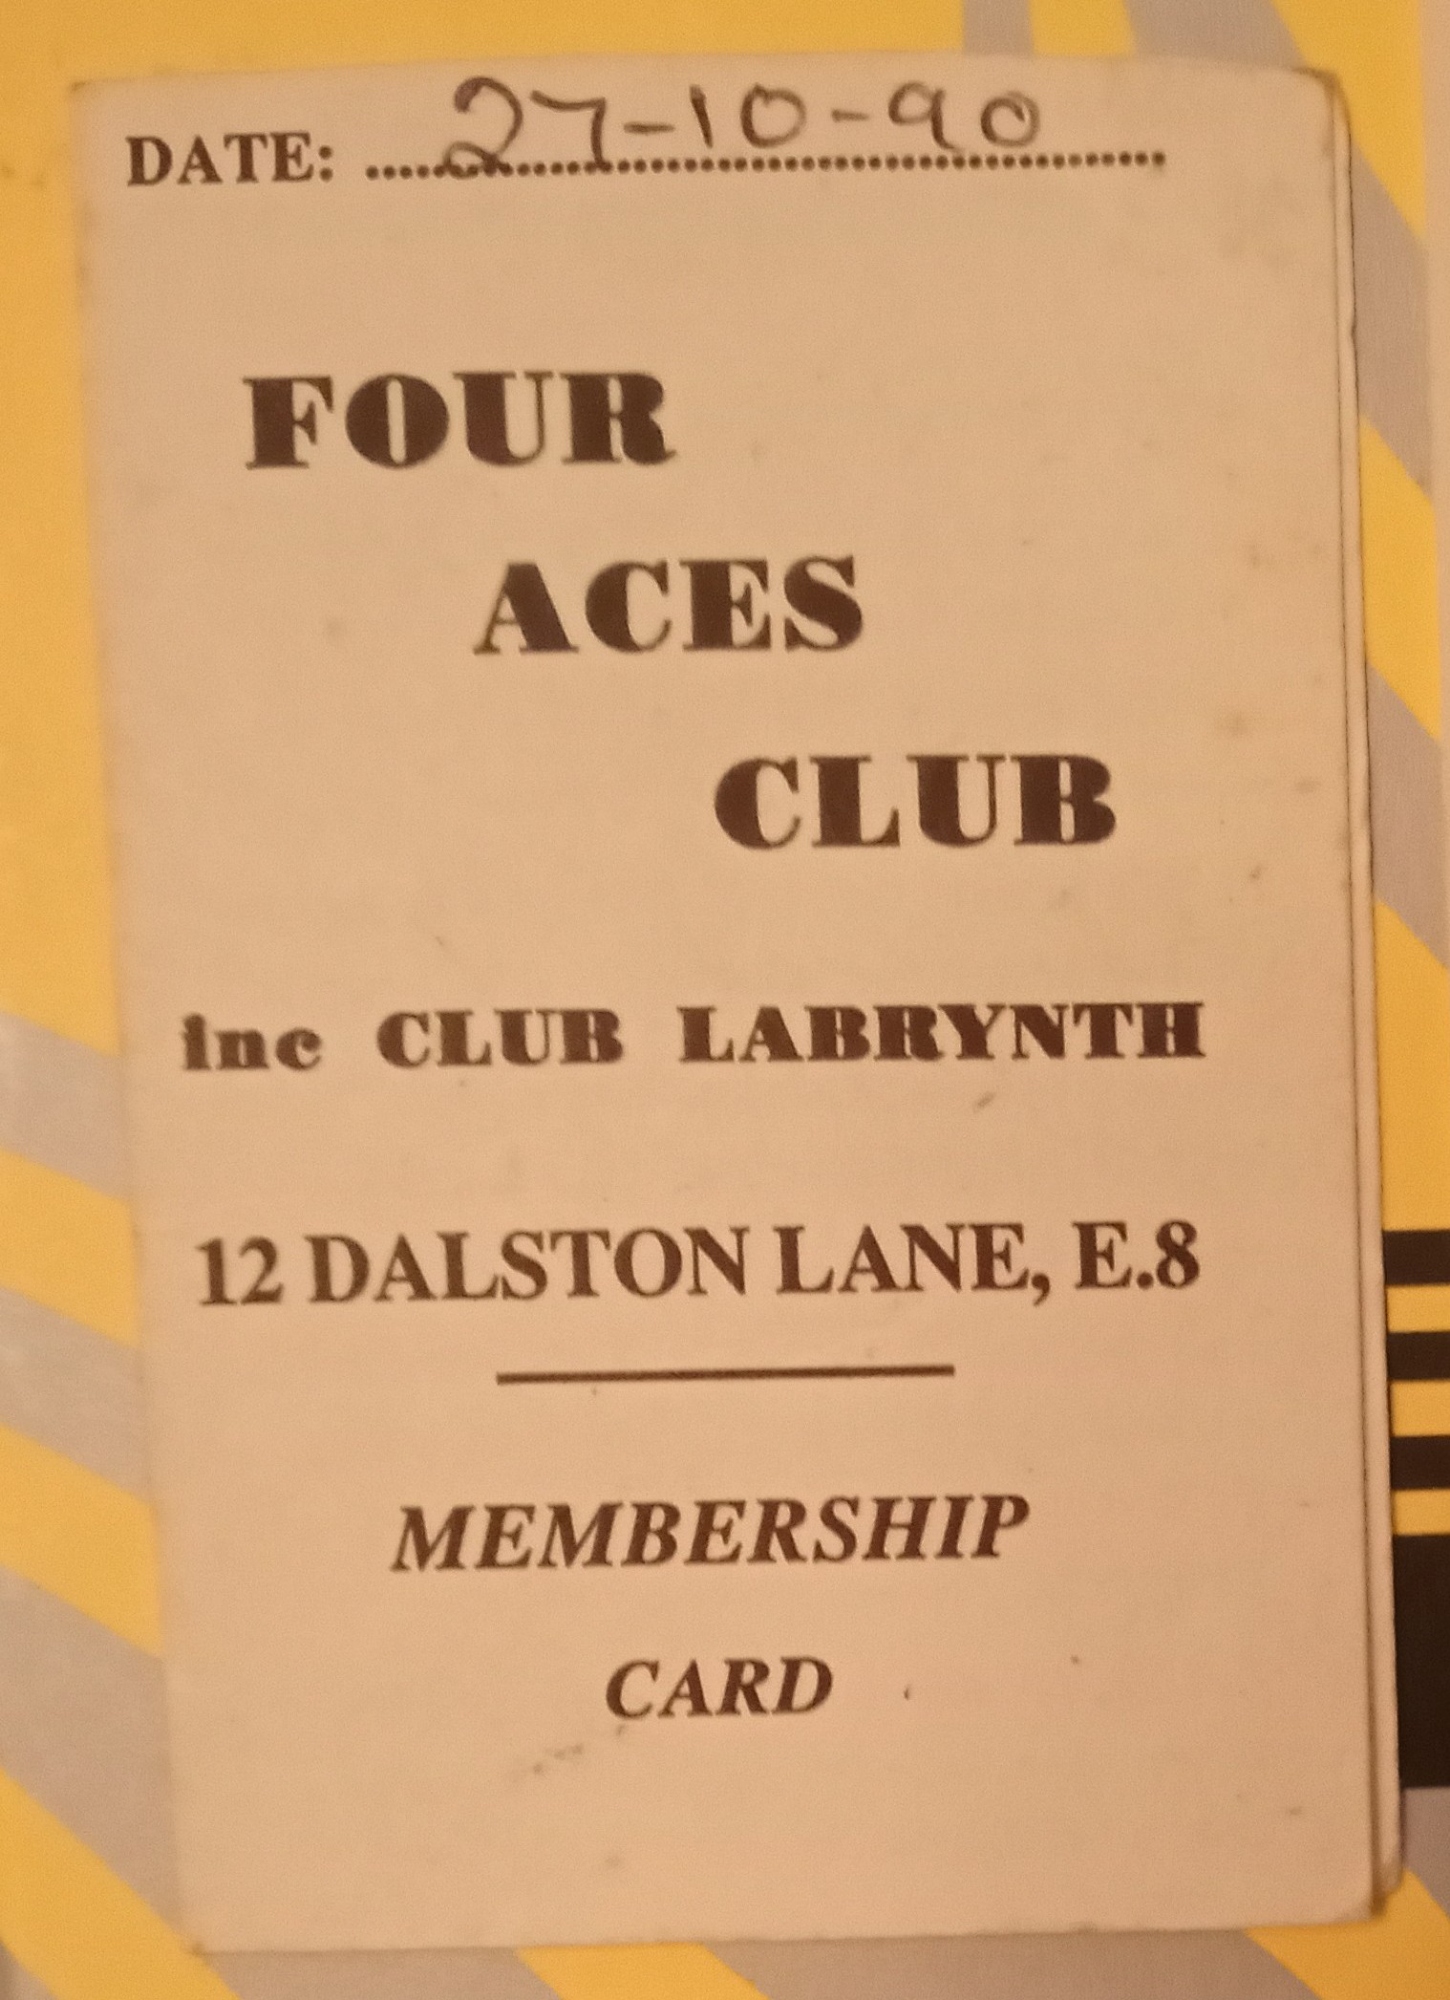 DATE: 27-10-90
FOUR
ACES
CLUB
inc CLUB LABRYNTH
12 DALSTON LANE, E.8
MEMBERSHIP
CARD